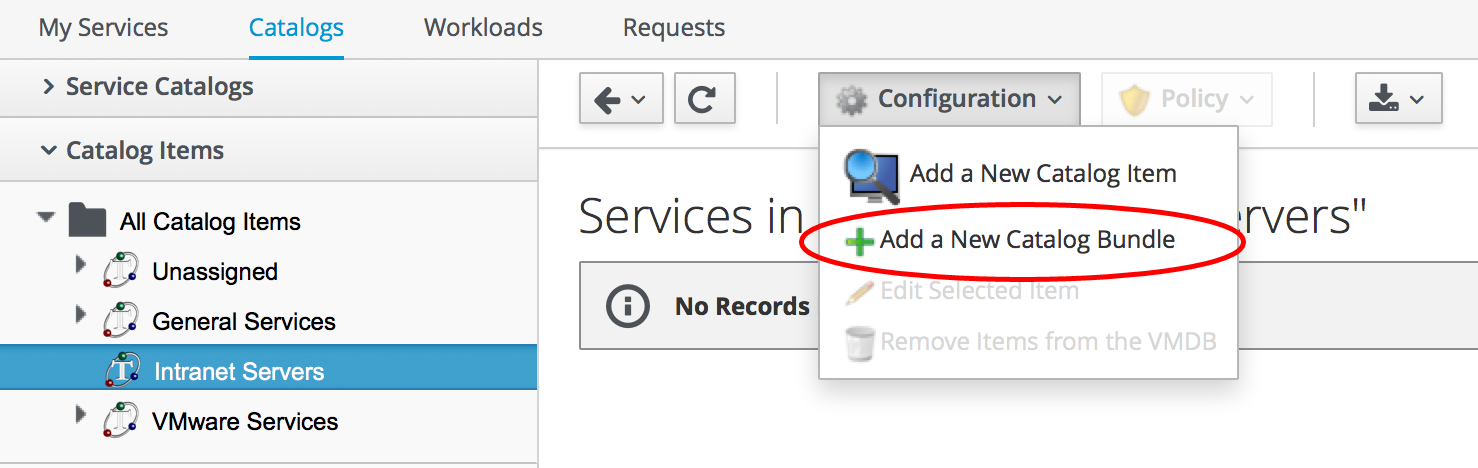 My Services Catalogs Workloads Requests
Service Catalogs
Catalog Items
All Catalog Items
Unassigned
General Services
Intranet Servers
VMware Services
Configuration
Policy
Add a New Catalog Item
Add a New Catalog Bundle
Edit Selected Item
Remove Items from the VMDB
Services in ervers"
No Records